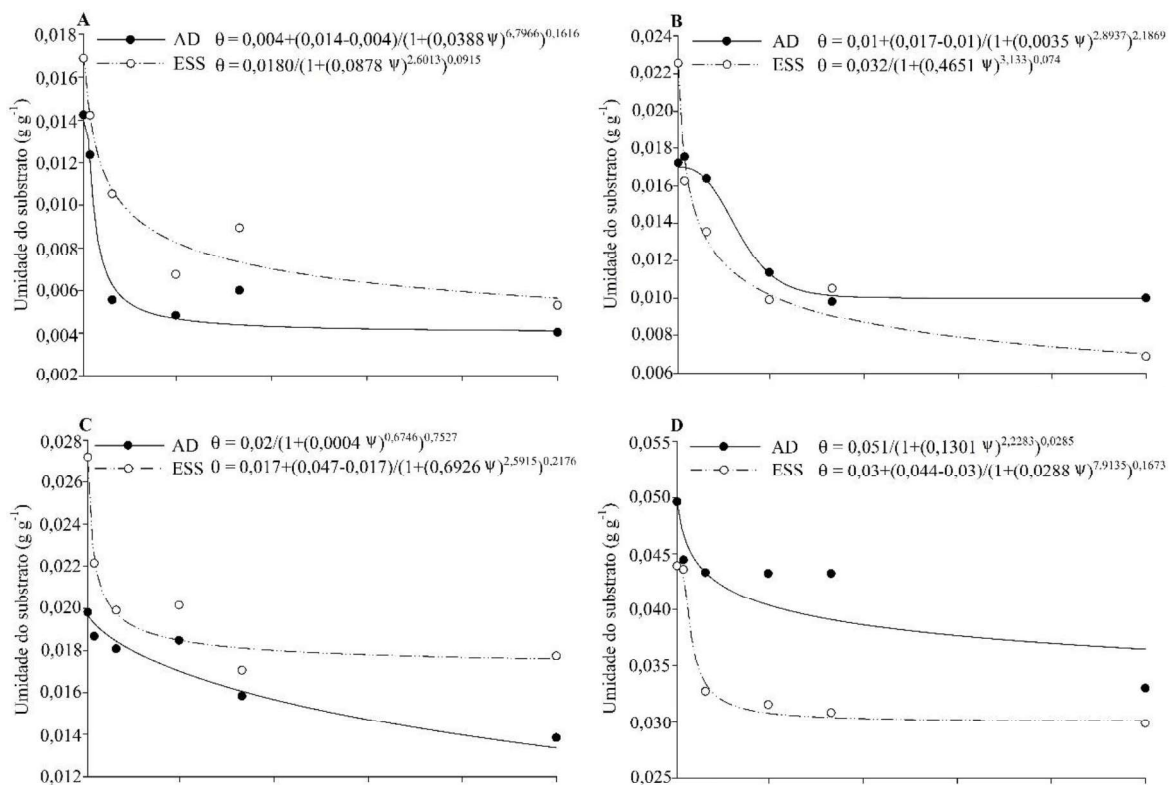 A
AD θ = 0,004+(0,014-0,004)/(1+(0,0388 Ψ)^6,7966)^0,1616
ESS θ = 0,0180/(1+(0,0878 Ψ)^2,6013)^0,0915
Umidade do substrato (g g⁻¹)
0,018
0,016
0,014
0,012
0,010
0,008
0,006
0,004
0,002
B
AD θ = 0,01+(0,017-0,01)/(1+(0,0035 Ψ)^2,8937)^2,1869
ESS θ = 0,032/(1+(0,4651 Ψ)^3,133)^0,074
Umidade do substrato (g g⁻¹)
0,024
0,022
0,020
0,018
0,016
0,014
0,012
0,010
0,008
0,006
C
AD θ = 0,02/(1+(0,0004 Ψ)^0,6746)^0,7527
ESS θ = 0,017+(0,047-0,017)/(1+(0,6926 Ψ)^2,5915)^0,2176
Umidade do substrato (g g⁻¹)
0,028
0,026
0,024
0,022
0,020
0,018
0,016
0,014
0,012
D
AD θ = 0,051/(1+(0,1301 Ψ)^2,2283)^0,0285
ESS θ = 0,03+(0,044-0,03)/(1+(0,0288 Ψ)^7,9135)^0,1673
Umidade do substrato (g g⁻¹)
0,055
0,050
0,045
0,040
0,035
0,030
0,025